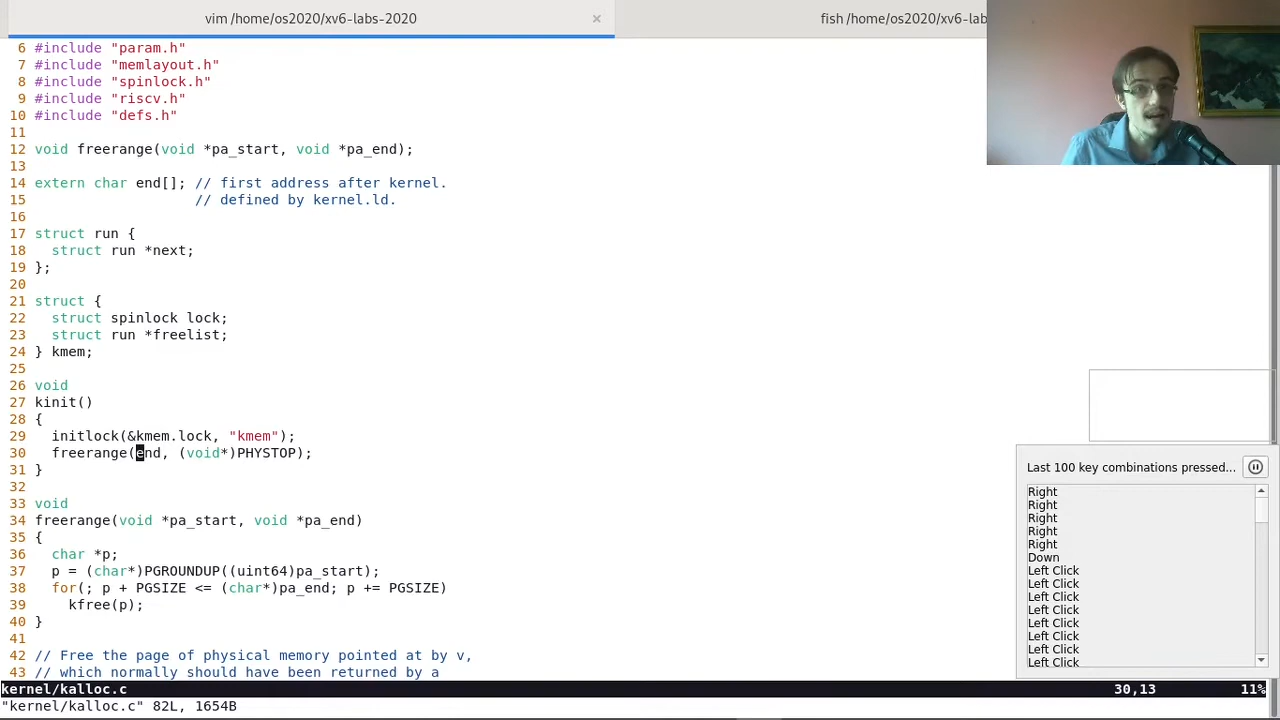 vim /home/os2020/xv6-labs-2020
×
fish /home/os2020/xv6-lab
6 #include "param.h"
7 #include "memlayout.h"
8 #include "spinlock.h"
9 #include "riscv.h"
10 #include "defs.h"
11
12 void freerange(void *pa_start, void *pa_end);
13
14 extern char end[]; // first address after kernel.
15                    // defined by kernel.ld.
16
17 struct run {
18   struct run *next;
19 };
20
21 struct {
22   struct spinlock lock;
23   struct run *freelist;
24 } kmem;
25
26 void
27 kinit()
28 {
29   initlock(&kmem.lock, "kmem");
30   freerange(end, (void*)PHYSTOP);
31 }
32
33 void
34 freerange(void *pa_start, void *pa_end)
35 {
36   char *p;
37   p = (char*)PGROUNDUP((uint64)pa_start);
38   for(; p + PGSIZE <= (char*)pa_end; p += PGSIZE)
39     kfree(p);
40 }
41
42 // Free the page of physical memory pointed at by v,
43 // which normally should have been returned by a
kernel/kalloc.c 30,13 11%
"kernel/kalloc.c" 82L, 1654B
Last 100 key combinations pressed...
Right
Right
Right
Right
Right
Down
Left Click
Left Click
Left Click
Left Click
Left Click
Left Click
Left Click
Left Click